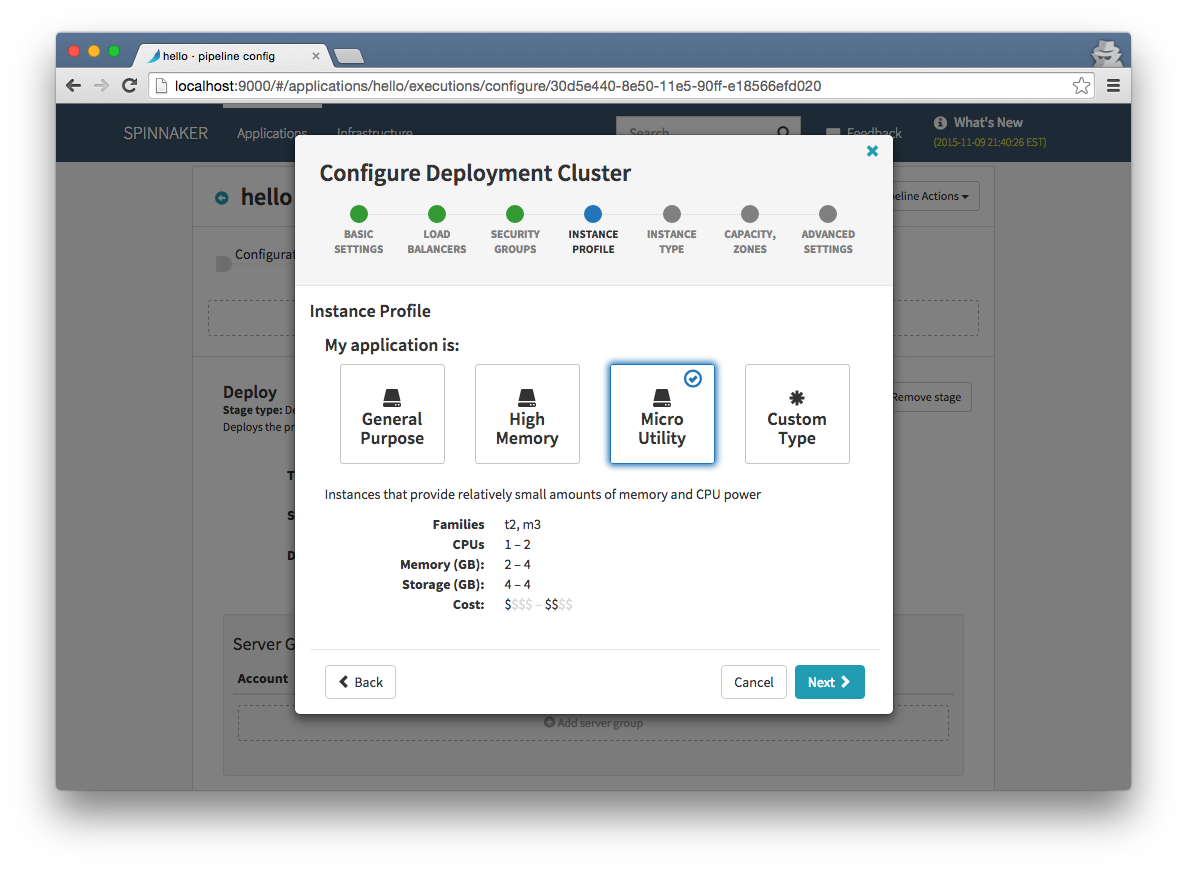 hello · pipeline config
localhost:9000/#/applications/hello/executions/configure/30d5e440-8e50-11e5-90ff-e18566efd020
SPINNAKER Applications Infrastructure Search Feedback What's New
(2015-11-09 21:40:26 EST)
Configure Deployment Cluster
hello
eline Actions
BASIC SETTINGS
LOAD BALANCERS
SECURITY GROUPS
INSTANCE PROFILE
INSTANCE TYPE
CAPACITY, ZONES
ADVANCED SETTINGS
Configurat
Instance Profile
My application is:
General Purpose
High Memory
Micro Utility
Custom Type
Deploy
Stage type: De
Deploys the pr
Remove stage
T
S
D
Instances that provide relatively small amounts of memory and CPU power
Families t2, m3
CPUs 1 – 2
Memory (GB): 2 – 4
Storage (GB): 4 – 4
Cost: $$$$ – $$$$
Server G
Account
Back
Cancel
Next
Add server group